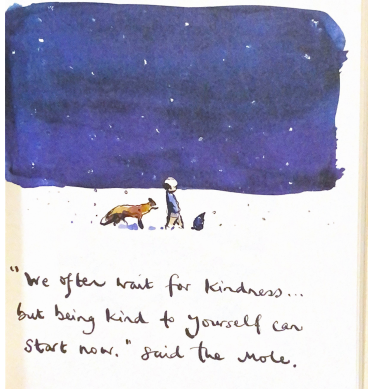 "We often wait for kindness...
but being kind to yourself can
start now." said the Mole.